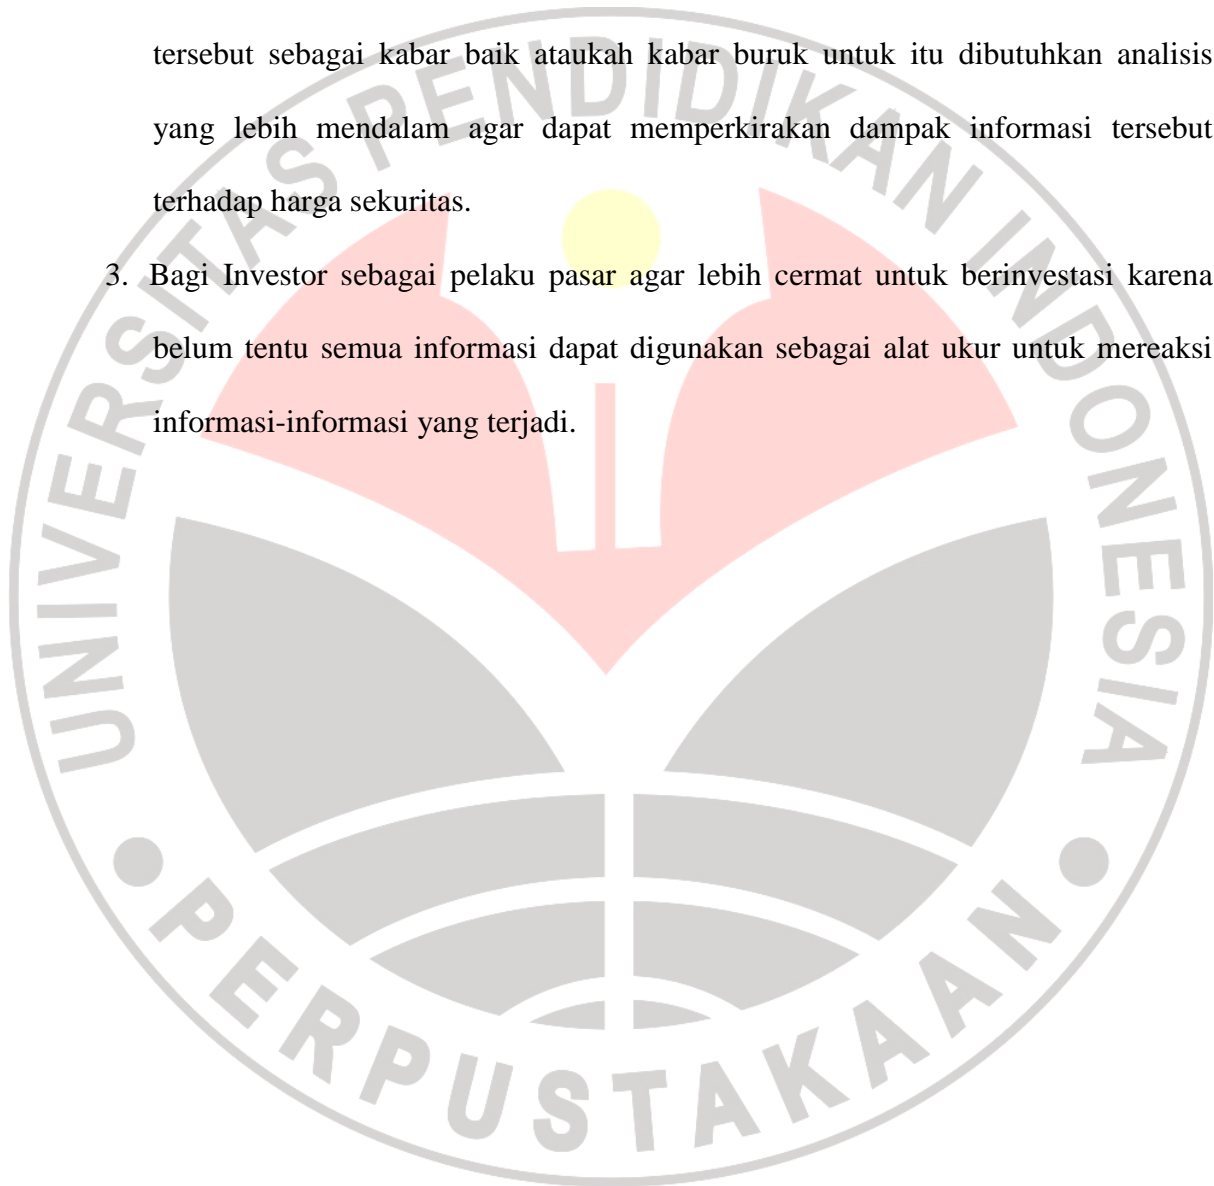 tersebut sebagai kabar baik ataukah kabar buruk untuk itu dibutuhkan analisis
yang lebih mendalam agar dapat memperkirakan dampak informasi tersebut
terhadap harga sekuritas.
3. Bagi Investor sebagai pelaku pasar agar lebih cermat untuk berinvestasi karena
belum tentu semua informasi dapat digunakan sebagai alat ukur untuk mereaksi
informasi-informasi yang terjadi.
UNIVERSITAS PENDIDIKAN INDONESIA
PERPUSTAKAAN